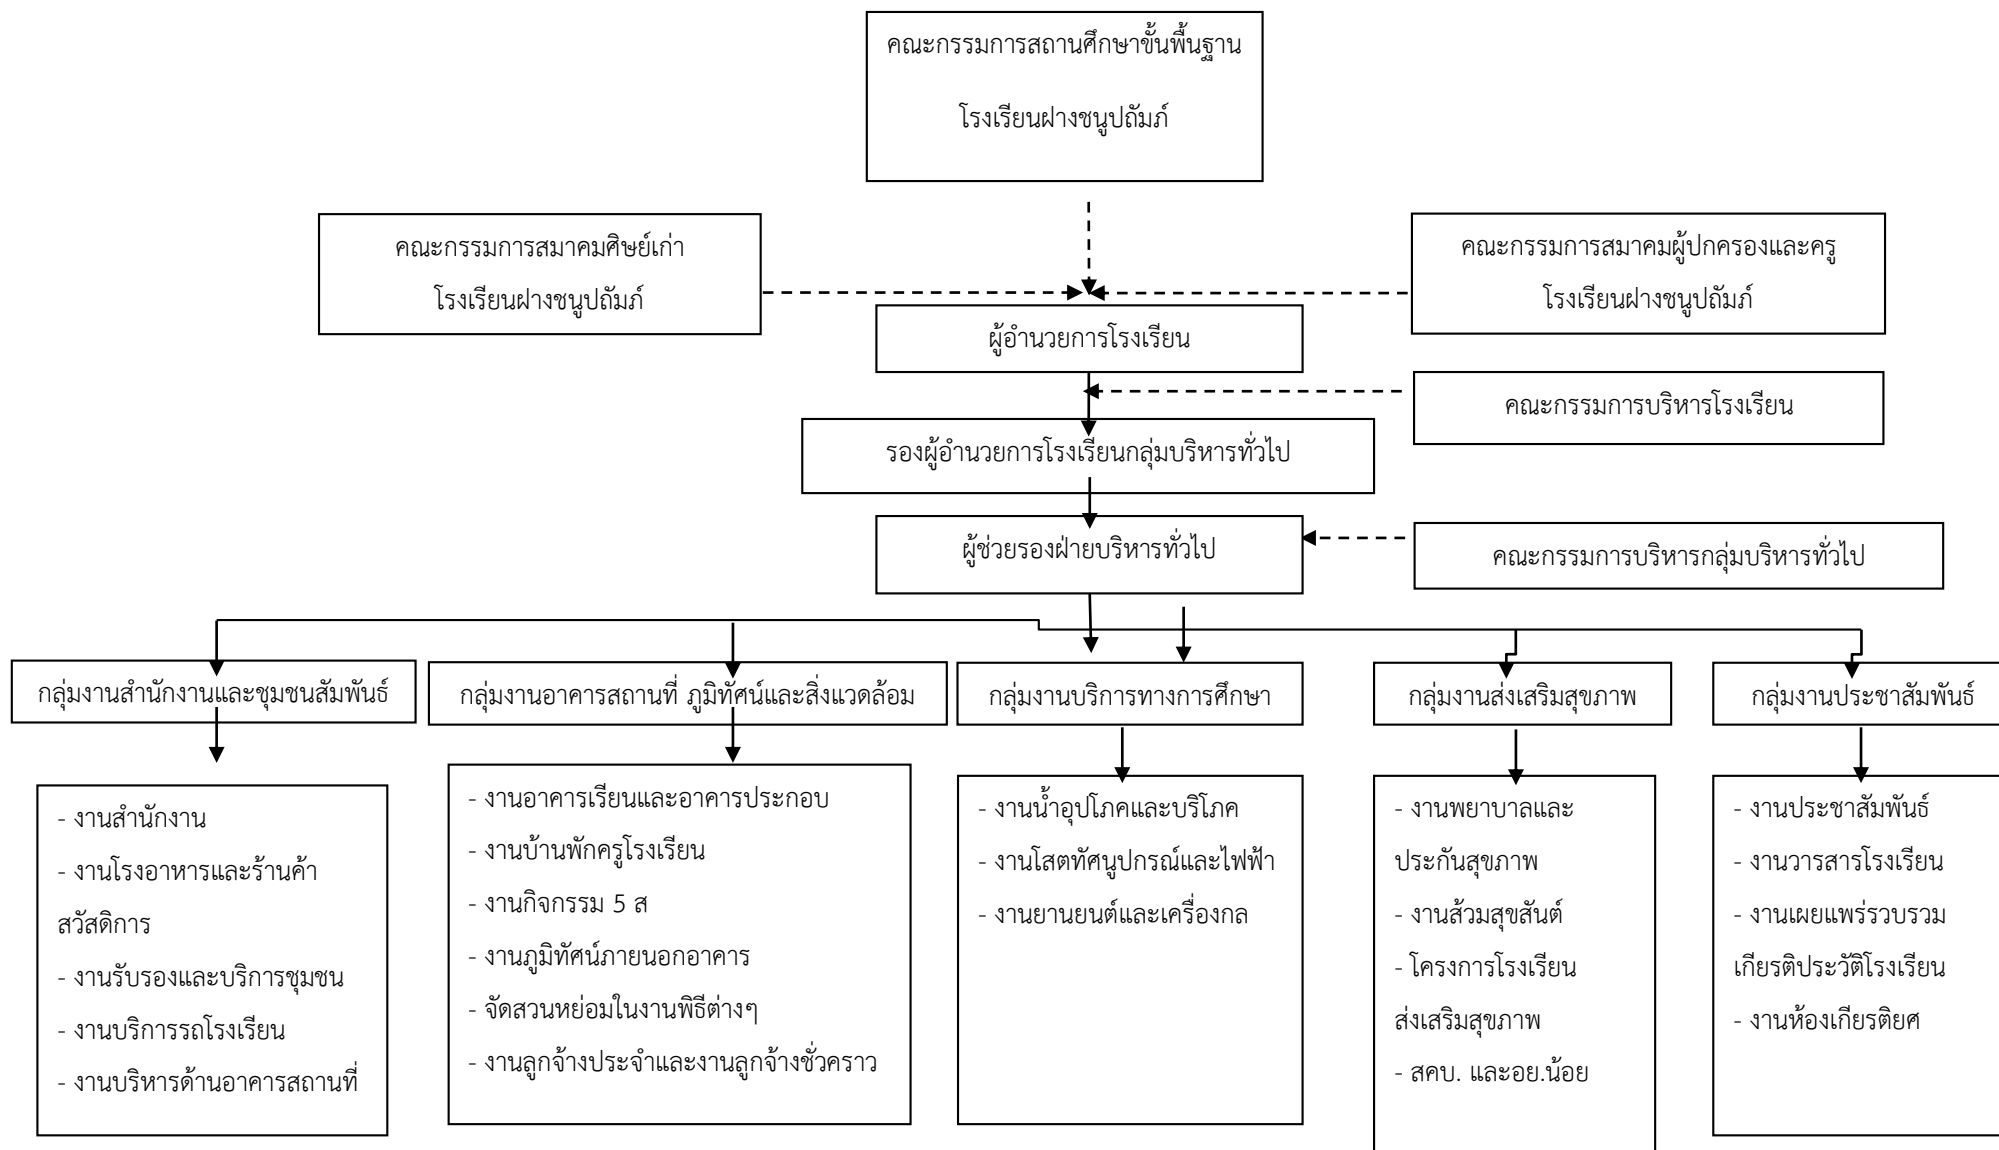 คณะกรรมการสถานศึกษาขั้นพื้นฐาน
โรงเรียนฝางชนูปถัมภ์
คณะกรรมการสมาคมศิษย์เก่า
โรงเรียนฝางชนูปถัมภ์
คณะกรรมการสมาคมผู้ปกครองและครู
โรงเรียนฝางชนูปถัมภ์
ผู้อำนวยการโรงเรียน
คณะกรรมการบริหารโรงเรียน
รองผู้อำนวยการโรงเรียนกลุ่มบริหารทั่วไป
ผู้ช่วยรองฝ่ายบริหารทั่วไป
คณะกรรมการบริหารกลุ่มบริหารทั่วไป
กลุ่มงานสำนักงานและชุมชนสัมพันธ์
กลุ่มงานอาคารสถานที่ ภูมิทัศน์และสิ่งแวดล้อม
กลุ่มงานบริการทางการศึกษา
กลุ่มงานส่งเสริมสุขภาพ
กลุ่มงานประชาสัมพันธ์
- งานสำนักงาน
- งานโรงอาหารและร้านค้า
สวัสดิการ
- งานรับรองและบริการชุมชน
- งานบริการรถโรงเรียน
- งานบริหารด้านอาคารสถานที่
- งานอาคารเรียนและอาคารประกอบ
- งานบ้านพักครูโรงเรียน
- งานกิจกรรม 5 ส
- งานภูมิทัศน์ภายนอกอาคาร
- จัดสวนหย่อมในงานพิธีต่างๆ
- งานลูกจ้างประจำและงานลูกจ้างชั่วคราว
- งานน้ำอุปโภคและบริโภค
- งานโสตทัศนูปกรณ์และไฟฟ้า
- งานยานยนต์และเครื่องกล
- งานพยาบาลและ
ประกันสุขภาพ
- งานส้วมสุขสันต์
- โครงการโรงเรียน
ส่งเสริมสุขภาพ
- สคบ. และอย.น้อย
- งานประชาสัมพันธ์
- งานวารสารโรงเรียน
- งานเผยแพร่รวบรวม
เกียรติประวัติโรงเรียน
- งานห้องเกียรติยศ